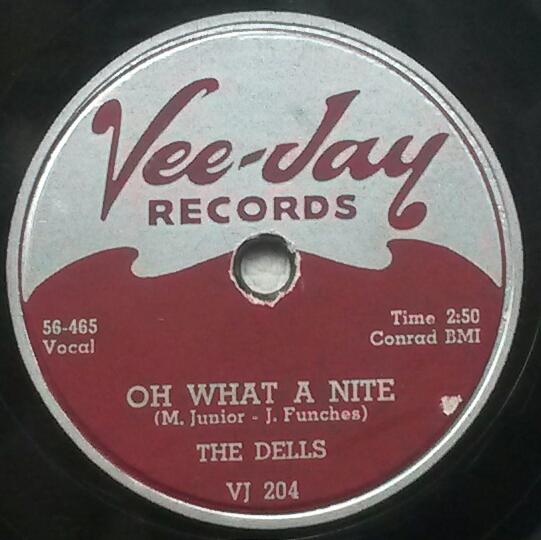 Vee-Jay
RECORDS
56-465
Vocal
Time 2:50
Conrad BMI
OH WHAT A NITE
(M. Junior - J. Funches)
THE DELLS
VJ 204